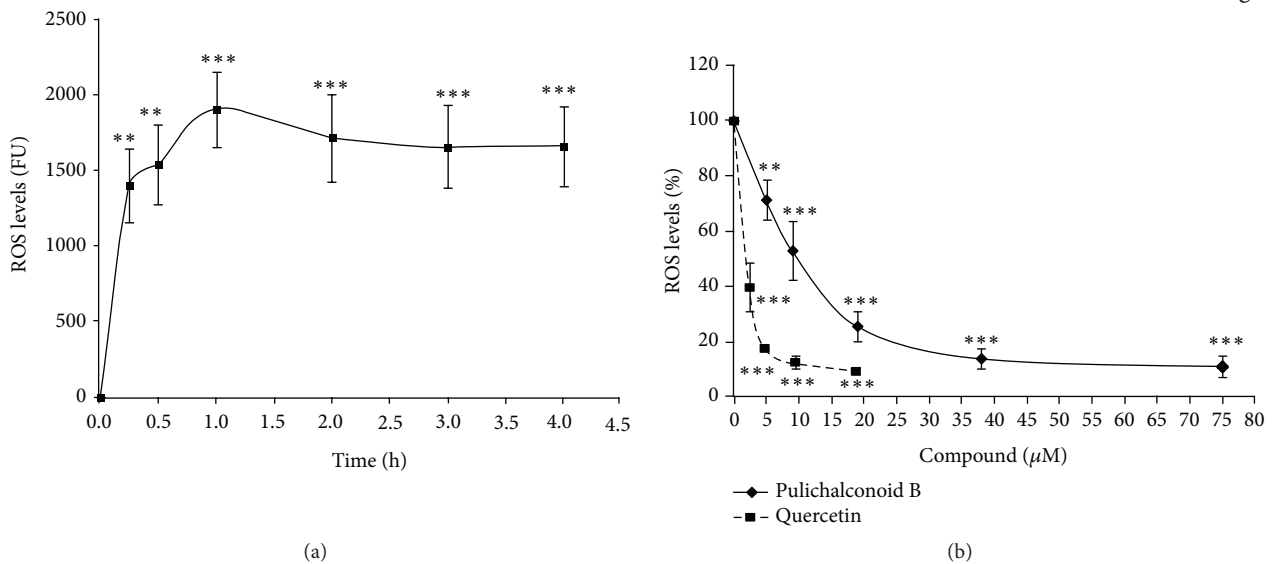 g
2500
2000
1500
1000
500
0
ROS levels (FU)
**
**
***
***
***
***
0.0 0.5 1.0 1.5 2.0 2.5 3.0 3.5 4.0 4.5
Time (h)
(a)
120
100
80
60
40
20
0
ROS levels (%)
**
***
***
***
***
***
***
***
***
0 5 10 15 20 25 30 35 40 45 50 55 60 65 70 75 80
Compound (µM)
Pulichalconoid B
Quercetin
(b)